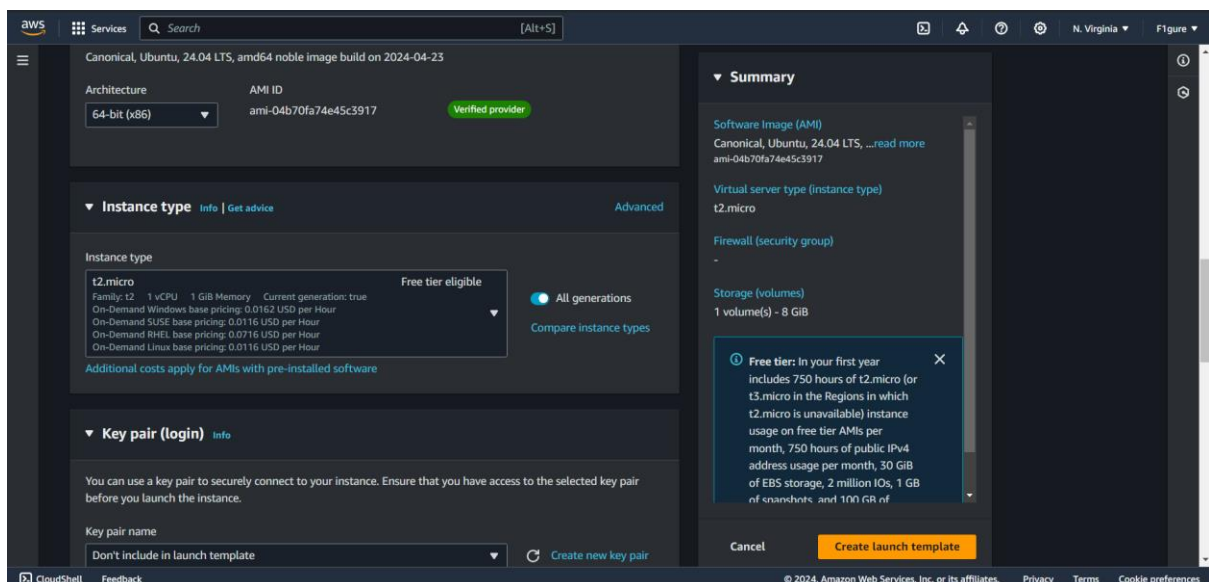 aws
Services
Search
[Alt+S]
N. Virginia
F1gure
Canonical, Ubuntu, 24.04 LTS, amd64 noble image build on 2024-04-23
Architecture
AMI ID
64-bit (x86)
ami-04b70fa74e45c3917
Verified provider
Instance type Info | Get advice
Advanced
Instance type
t2.micro
Free tier eligible
Family: t2 1 vCPU 1 GiB Memory Current generation: true
On-Demand Windows base pricing: 0.0162 USD per Hour
On-Demand SUSE base pricing: 0.0116 USD per Hour
On-Demand RHEL base pricing: 0.0716 USD per Hour
On-Demand Linux base pricing: 0.0116 USD per Hour
All generations
Compare instance types
Additional costs apply for AMIs with pre-installed software
Key pair (login) Info
You can use a key pair to securely connect to your instance. Ensure that you have access to the selected key pair
before you launch the instance.
Key pair name
Don't include in launch template
Create new key pair
Summary
Software Image (AMI)
Canonical, Ubuntu, 24.04 LTS, ...read more
ami-04b70fa74e45c3917
Virtual server type (instance type)
t2.micro
Firewall (security group)
-
Storage (volumes)
1 volume(s) - 8 GiB
Free tier: In your first year
includes 750 hours of t2.micro (or
t3.micro in the Regions in which
t2.micro is unavailable) instance
usage on free tier AMIs per
month, 750 hours of public IPv4
address usage per month, 30 GiB
of EBS storage, 2 million IOs, 1 GB
of snapshots, and 100 GB of
Cancel
Create launch template
CloudShell
Feedback
© 2024, Amazon Web Services, Inc. or its affiliates.
Privacy
Terms
Cookie preferences